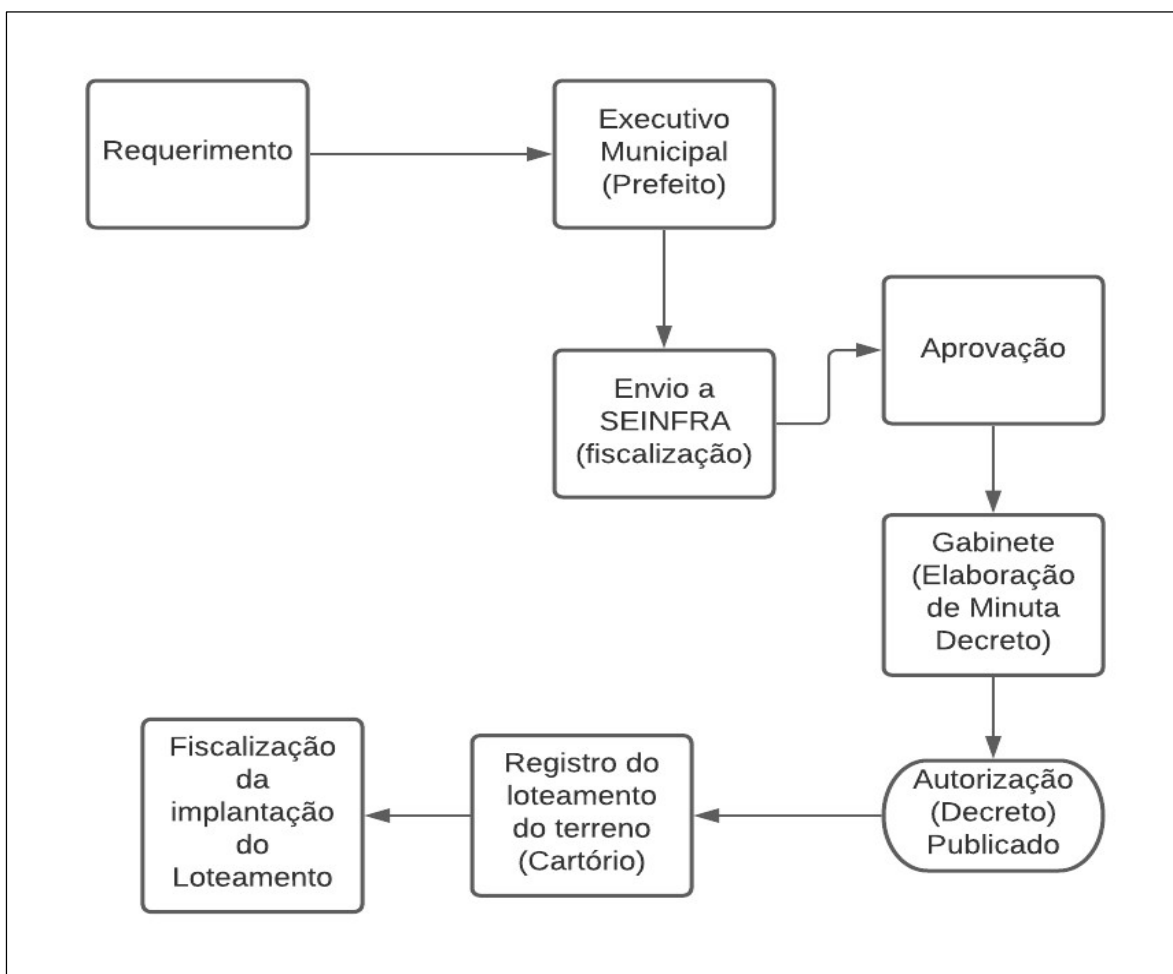 Requerimento
Executivo
Municipal
(Prefeito)
Envio a
SEINFRA
(fiscalização)
Aprovação
Gabinete
(Elaboração
de Minuta
Decreto)
Autorização
(Decreto)
Publicado
Registro do
loteamento
do terreno
(Cartório)
Fiscalização
da
implantação
do
Loteamento